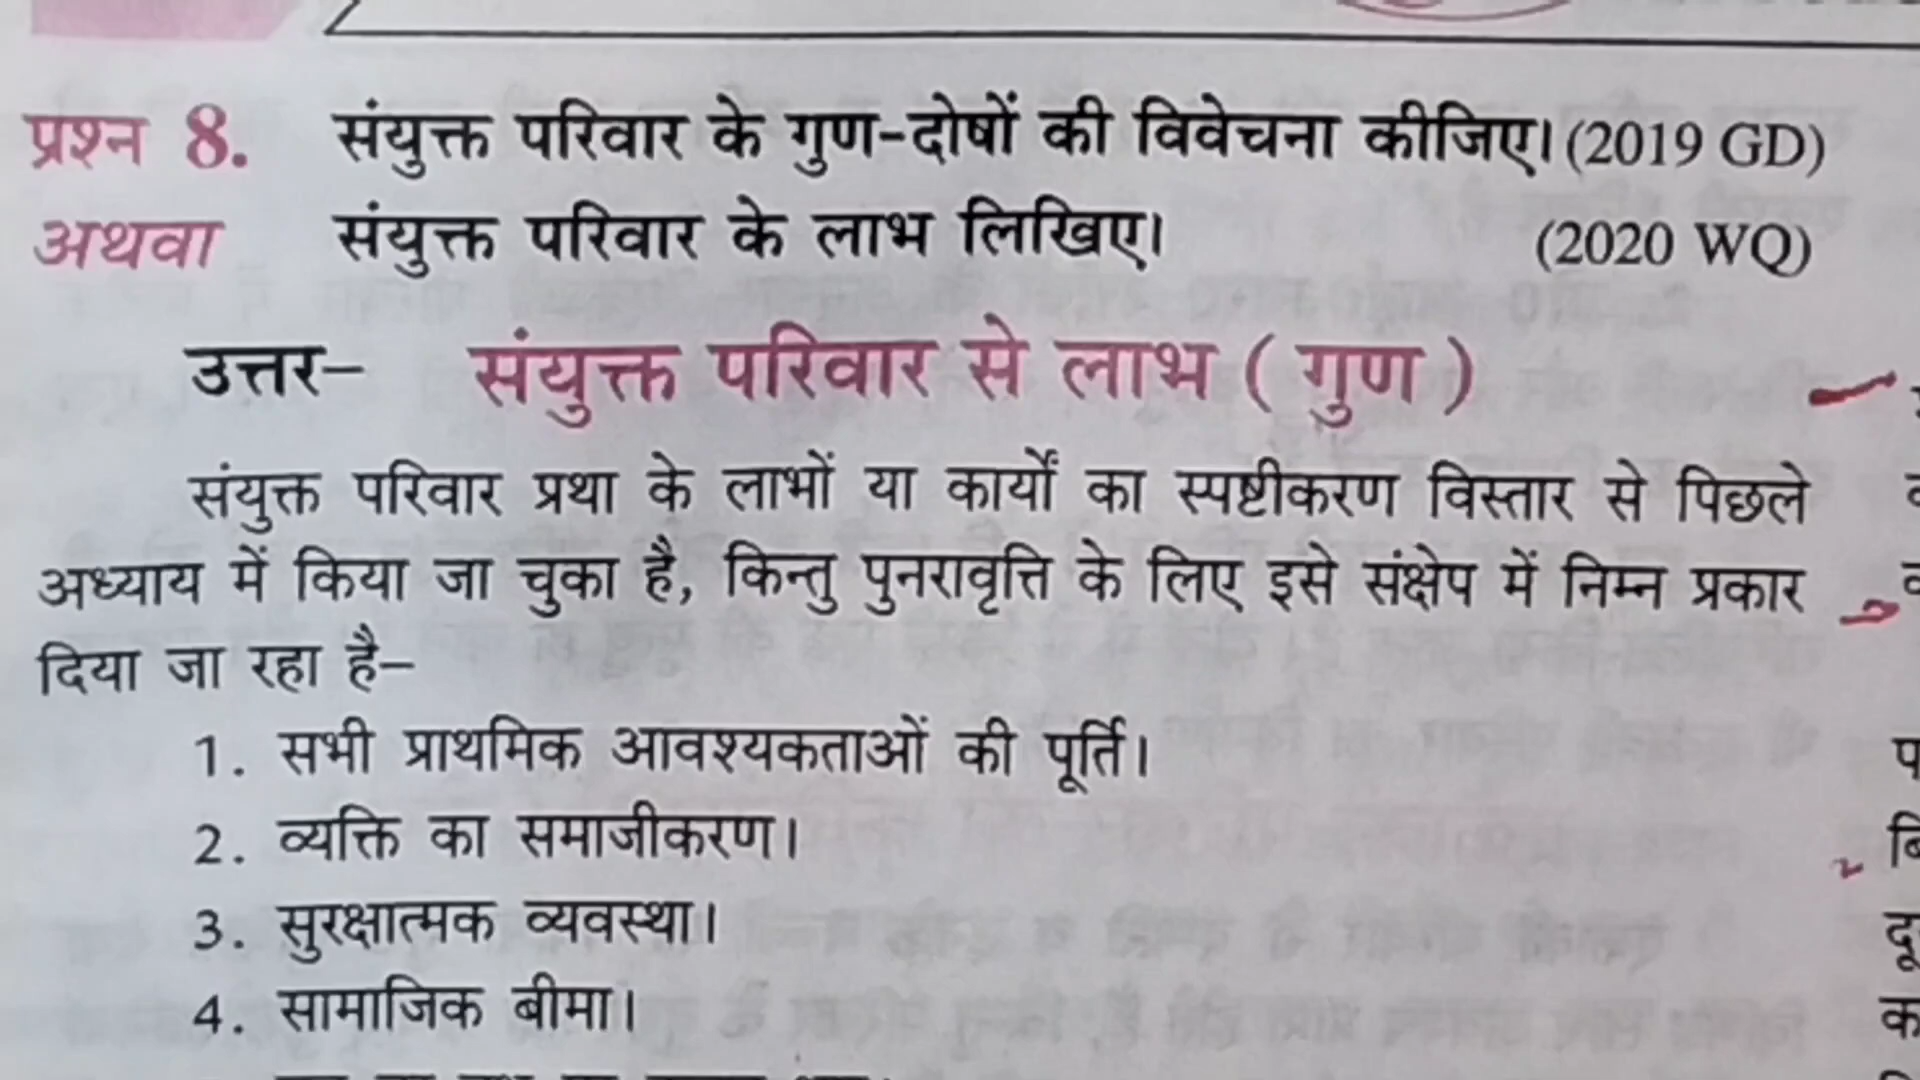 प्रश्न 8. संयुक्त परिवार के गुण-दोषों की विवेचना कीजिए। (2019 GD)
अथवा संयुक्त परिवार के लाभ लिखिए। (2020 WQ)
उत्तर– संयुक्त परिवार से लाभ ( गुण )
संयुक्त परिवार प्रथा के लाभों या कार्यों का स्पष्टीकरण विस्तार से पिछले
अध्याय में किया जा चुका है, किन्तु पुनरावृत्ति के लिए इसे संक्षेप में निम्न प्रकार
दिया जा रहा है–
1. सभी प्राथमिक आवश्यकताओं की पूर्ति।
2. व्यक्ति का समाजीकरण।
3. सुरक्षात्मक व्यवस्था।
4. सामाजिक बीमा।